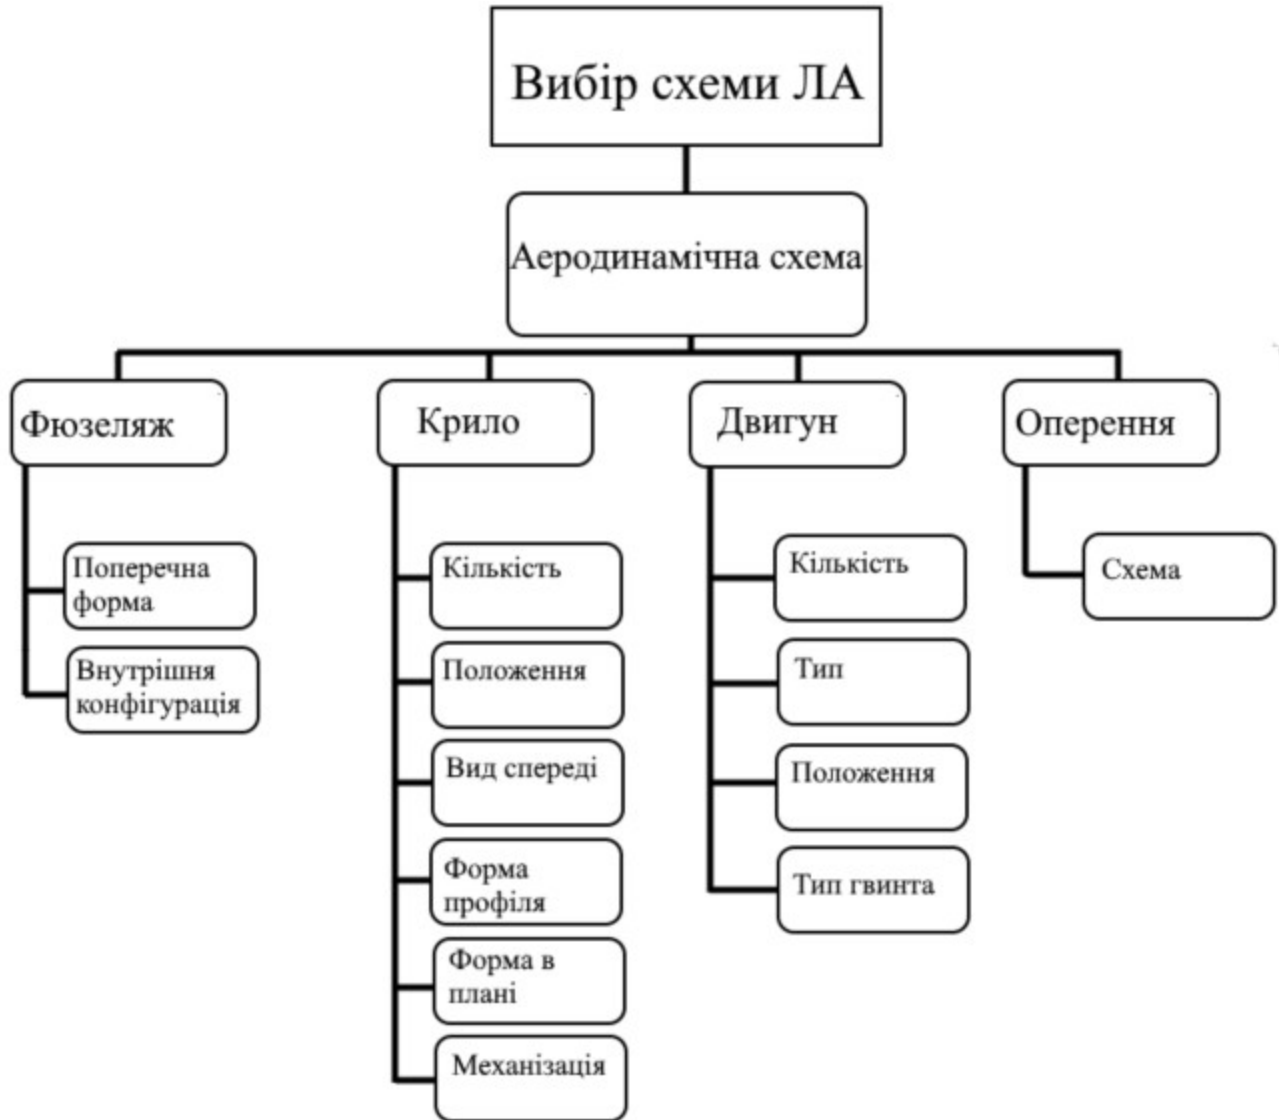 Вибір схеми ЛА
Аеродинамічна схема
Фюзеляж
Крило
Двигун
Оперення
Поперечна
форма
Внутрішня
конфігурація
Кількість
Положення
Вид спереді
Форма
профіля
Форма в
плані
Механізація
Кількість
Тип
Положення
Тип гвинта
Схема